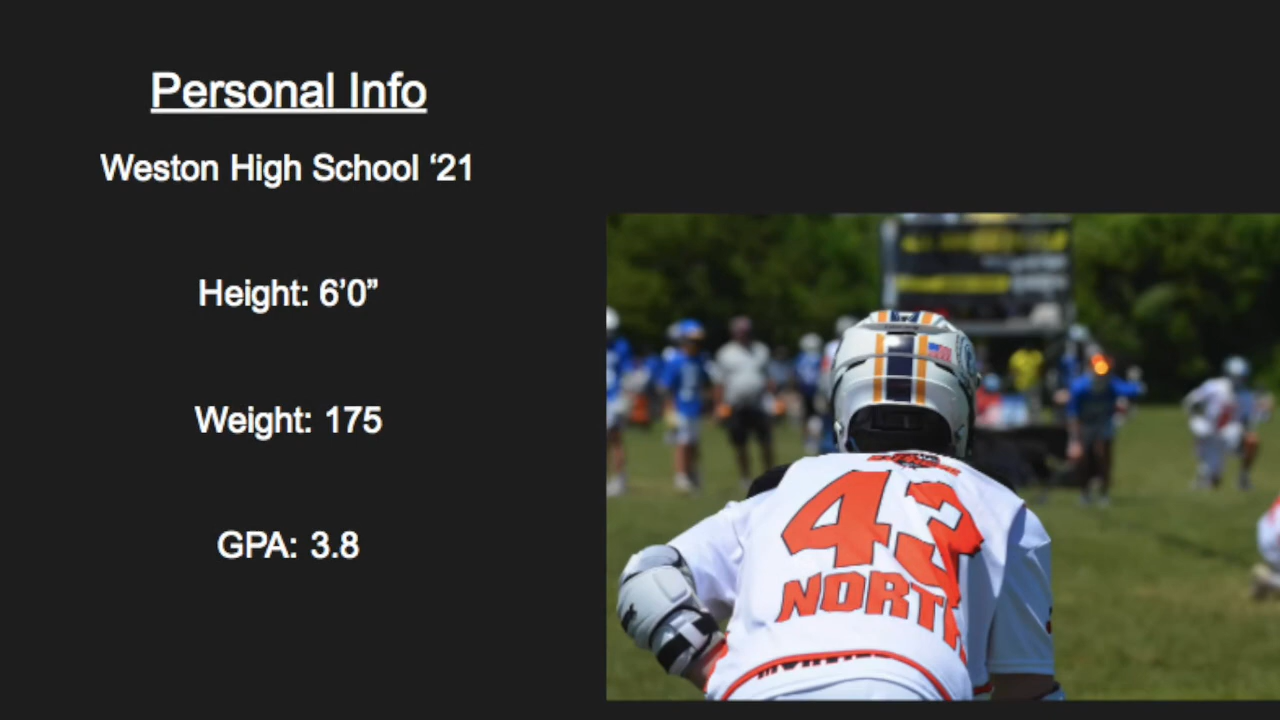 Personal Info
Weston High School ‘21
Height: 6’0”
Weight: 175
GPA: 3.8
43
NORTH